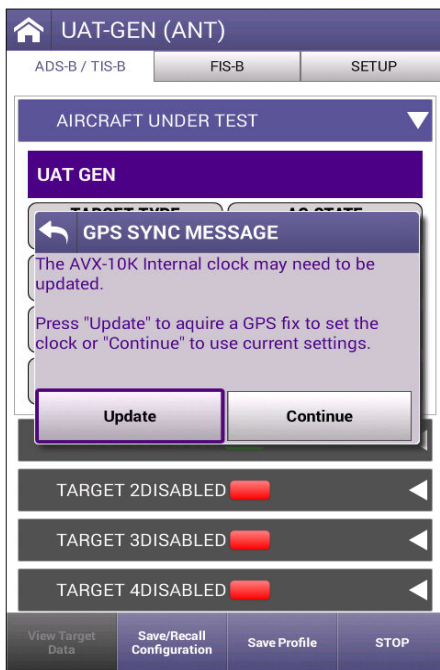 UAT-GEN (ANT)
ADS-B / TIS-B FIS-B SETUP
AIRCRAFT UNDER TEST
UAT GEN
GPS SYNC MESSAGE
The AVX-10K Internal clock may need to be
updated.
Press "Update" to aquire a GPS fix to set the
clock or "Continue" to use current settings.
Update Continue
TARGET 2DISABLED
TARGET 3DISABLED
TARGET 4DISABLED
View Target
Data
Save/Recall
Configuration
Save Profile
STOP